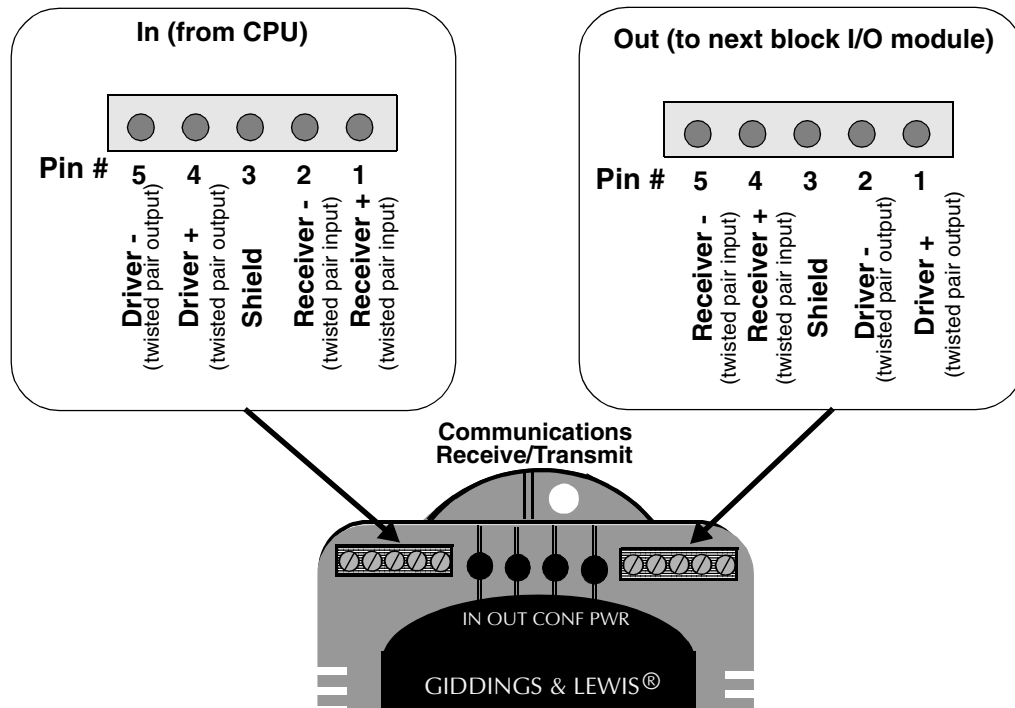 In (from CPU)
Pin # 5 4 3 2 1
Driver -
(twisted pair output)
Driver +
(twisted pair output)
Shield
Receiver -
(twisted pair input)
Receiver +
(twisted pair input)
Out (to next block I/O module)
Pin # 5 4 3 2 1
Receiver -
(twisted pair input)
Receiver +
(twisted pair input)
Shield
Driver -
(twisted pair output)
Driver +
(twisted pair output)
Communications
Receive/Transmit
IN OUT CONF PWR
GIDDINGS & LEWIS®